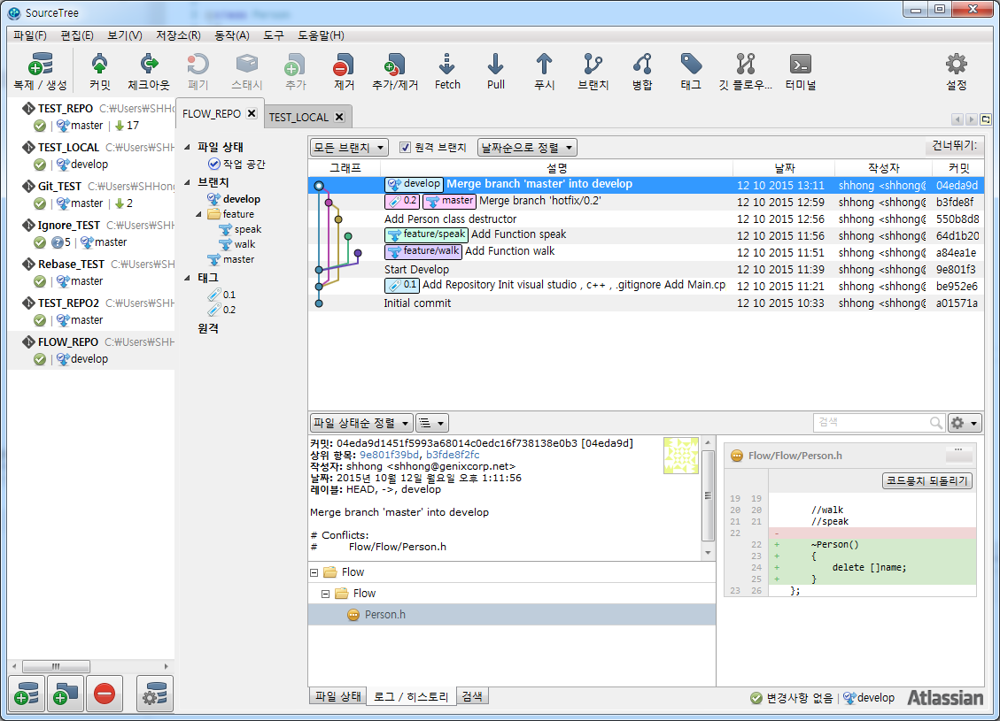 SourceTree
파일(F) 편집(E) 보기(V) 저장소(R) 동작(A) 도구 도움말(H)
복제 / 생성 커밋 체크아웃 폐기 스태시 추가 제거 추가/제거 Fetch Pull 푸시 브랜치 병합 태그 깃 플로우... 터미널 설정
TEST_REPO C:₩Users₩SHH
master 17
TEST_LOCAL C:₩Users₩SHH
develop
Git_TEST C:₩Users₩SHHong
master 2
Ignore_TEST C:₩Users₩SHH
5 master
Rebase_TEST C:₩Users₩SH
master
TEST_REPO2 C:₩Users₩SH
master
FLOW_REPO C:₩Users₩SHH
develop
FLOW_REPO TEST_LOCAL
파일 상태
작업 공간
브랜치
develop
feature
speak
walk
master
태그
0.1
0.2
원격
모든 브랜치 원격 브랜치 날짜순으로 정렬 건너뛰기:
그래프 설명 날짜 작성자 커밋
develop Merge branch 'master' into develop 12 10 2015 13:11 shhong <shhong@ 04eda9d
0.2 master Merge branch 'hotfix/0.2' 12 10 2015 12:59 shhong <shhong@ b3fde8f
Add Person class destructor 12 10 2015 12:56 shhong <shhong@ 550b8d8
feature/speak Add Function speak 12 10 2015 11:56 shhong <shhong@ 64d1b20
feature/walk Add Function walk 12 10 2015 11:51 shhong <shhong@ a84ea1e
Start Develop 12 10 2015 11:39 shhong <shhong@ 9e801f3
0.1 Add Repository Init visual studio , c++ , .gitignore Add Main.cp 12 10 2015 11:21 shhong <shhong@ be952e6
Initial commit 12 10 2015 10:33 shhong <shhong@ a01571a
파일 상태순 정렬 검색
커밋: 04eda9d1451f5993a68014c0edc16f738138e0b3 [04eda9d]
상위 항목: 9e801f39bd, b3fde8f2fc
작성자: shhong <shhong@genixcorp.net>
날짜: 2015년 10월 12일 월요일 오후 1:11:56
레이블: HEAD, ->, develop
Merge branch 'master' into develop
# Conflicts:
# Flow/Flow/Person.h
Flow
Flow
Person.h
Flow/Flow/Person.h
코드뭉치 되돌리기
19 19
20 20 //walk
21 21 //speak
22 -
22 + ~Person()
23 + {
24 + delete []name;
25 + }
23 26 };
파일 상태 로그 / 히스토리 검색
변경사항 없음 develop Atlassian